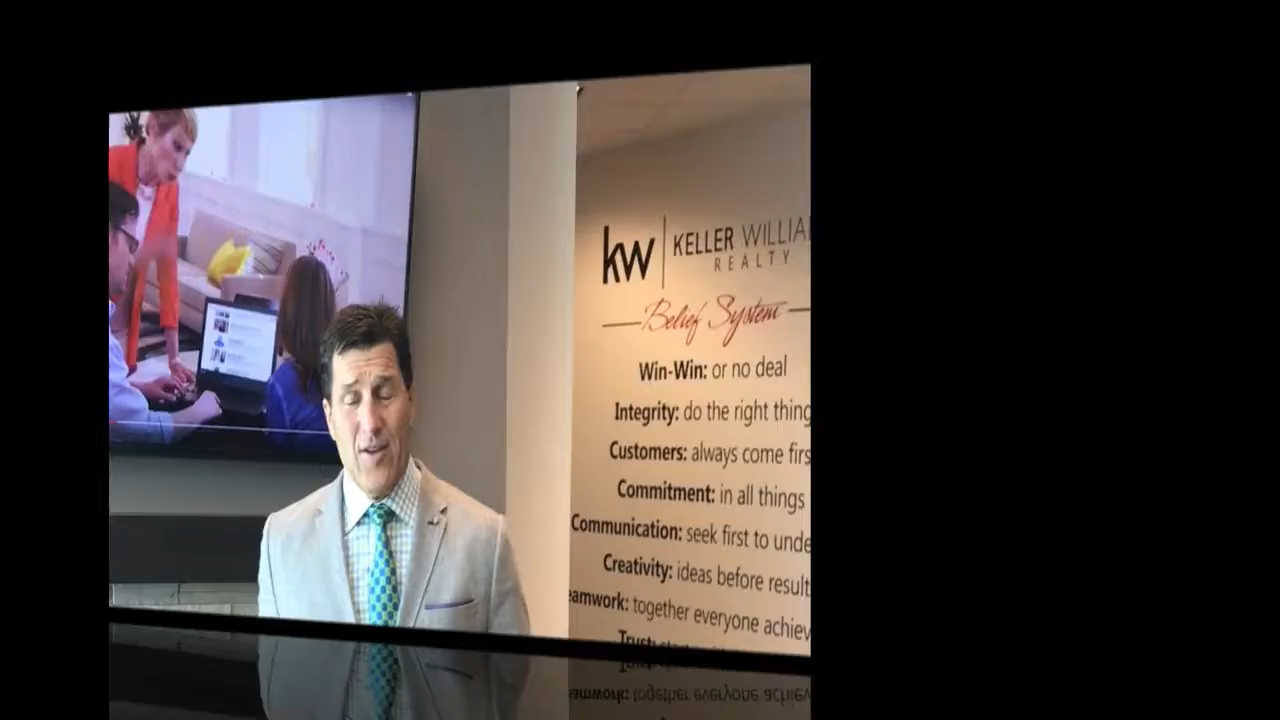 kw KELLER WILLIA
REALTY
Belief System
Win-Win: or no deal
Integrity: do the right thing
Customers: always come firs
Commitment: in all things
Communication: seek first to unde
Creativity: ideas before result
eamwork: together everyone achiev
Trust: